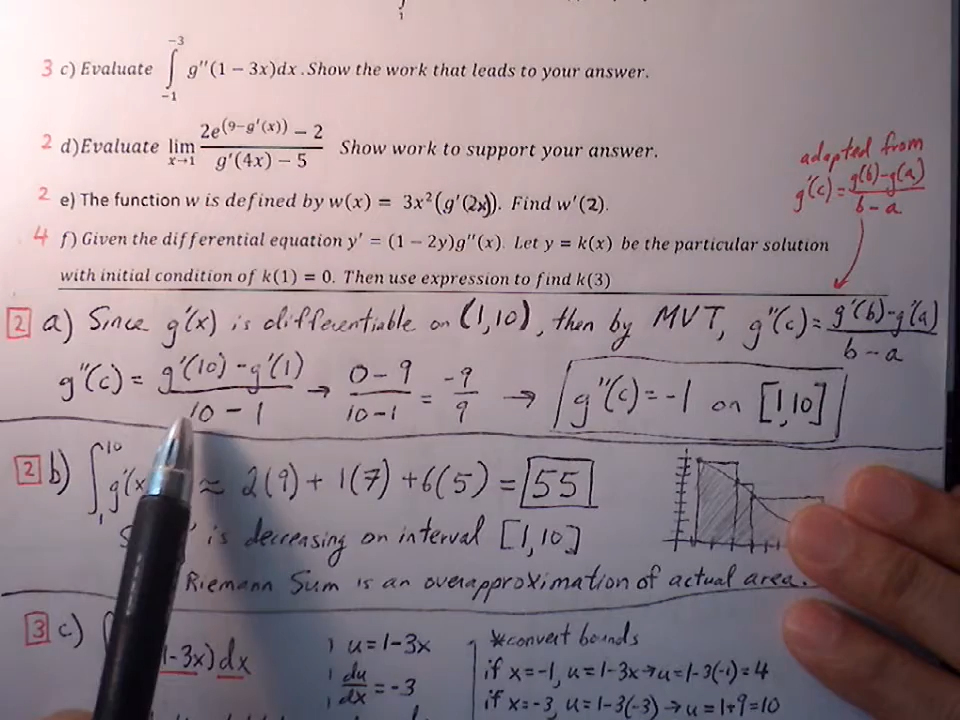 3 c) Evaluate ∫₋₁⁻³ g''(1 − 3x)dx. Show the work that leads to your answer.
2 d) Evaluate lim x→1 (2e^(9−g'(x)) − 2)/(g'(4x) − 5) Show work to support your answer.
adapted from
g'(c) = (g(b)-g(a))/(b-a)
2 e) The function w is defined by w(x) = 3x²(g'(2x)). Find w'(2).
4 f) Given the differential equation y' = (1 − 2y)g''(x). Let y = k(x) be the particular solution
with initial condition of k(1) = 0. Then use expression to find k(3)
2 a) Since g'(x) is differentiable on (1,10), then by MVT, g''(c) = (g'(b)-g'(a))/(b-a)
g''(c) = (g'(10) - g'(1))/(10 - 1) → (0-9)/(10-1) = -9/9 → g''(c) = -1 on [1,10]
2 b) ∫₁¹⁰ g'(x ≈ 2(9) + 1(7) + 6(5) = 55
is decreasing on interval [1,10]
Riemann Sum is an overapproximation of actual area.
3 c) 1-3x)dx u = 1-3x *convert bounds
du/dx = -3 if x=-1, u=1-3x→u=1-3(-1)=4
if x=-3, u=1-3(-3)→u=1+9=10